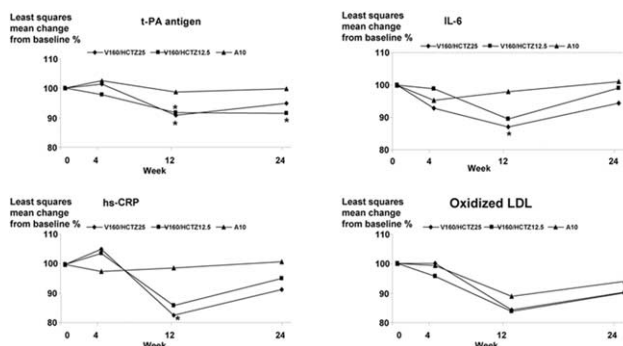 Least squares
mean change
from baseline %
t-PA antigen
V160/HCTZ25 V160/HCTZ12.5 A10
110
100
90
80
*
*
*
0 4 12 24
Week
Least squares
mean change
from baseline %
IL-6
V160/HCTZ25 V160/HCTZ12.5 A10
110
100
90
80
*
0 4 12 24
Week
Least squares
mean change
from baseline %
hs-CRP
V160/HCTZ25 V160/HCTZ12.5 A10
110
100
90
80
*
0 4 12 24
Week
Least squares
mean change
from baseline %
Oxidized LDL
V160/HCTZ25 V160/HCTZ12.5 A10
110
100
90
80
0 4 12 24
Week